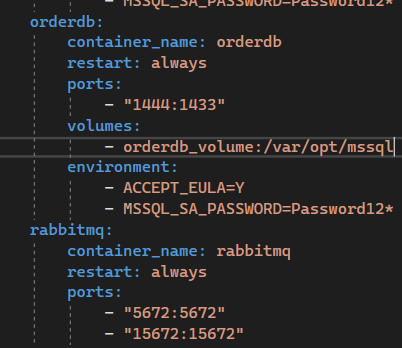 - MSSQL_SA_PASSWORD=Password12*
orderdb:
container_name: orderdb
restart: always
ports:
- "1444:1433"
volumes:
- orderdb_volume:/var/opt/mssql
environment:
- ACCEPT_EULA=Y
- MSSQL_SA_PASSWORD=Password12*
rabbitmq:
container_name: rabbitmq
restart: always
ports:
- "5672:5672"
- "15672:15672"